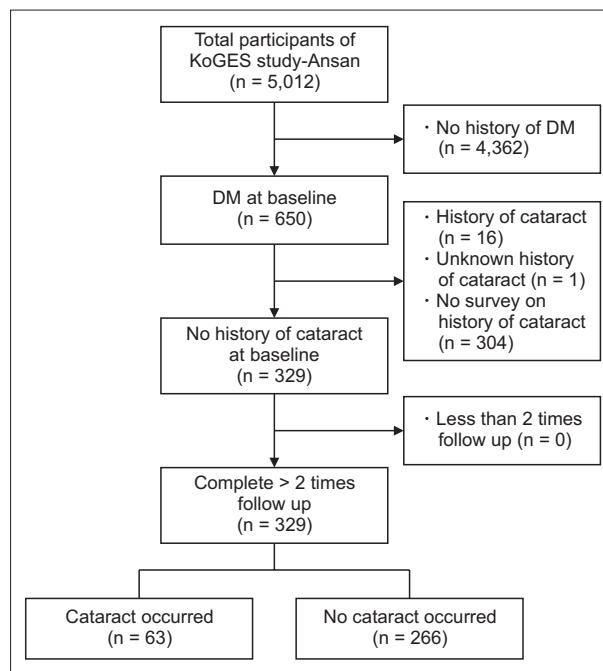 Total participants of
KoGES study-Ansan
(n = 5,012)
· No history of DM
(n = 4,362)
DM at baseline
(n = 650)
· History of cataract
(n = 16)
· Unknown history
of cataract (n = 1)
· No survey on
history of cataract
(n = 304)
No history of cataract
at baseline
(n = 329)
· Less than 2 times
follow up (n = 0)
Complete > 2 times
follow up
(n = 329)
Cataract occurred
(n = 63)
No cataract occurred
(n = 266)